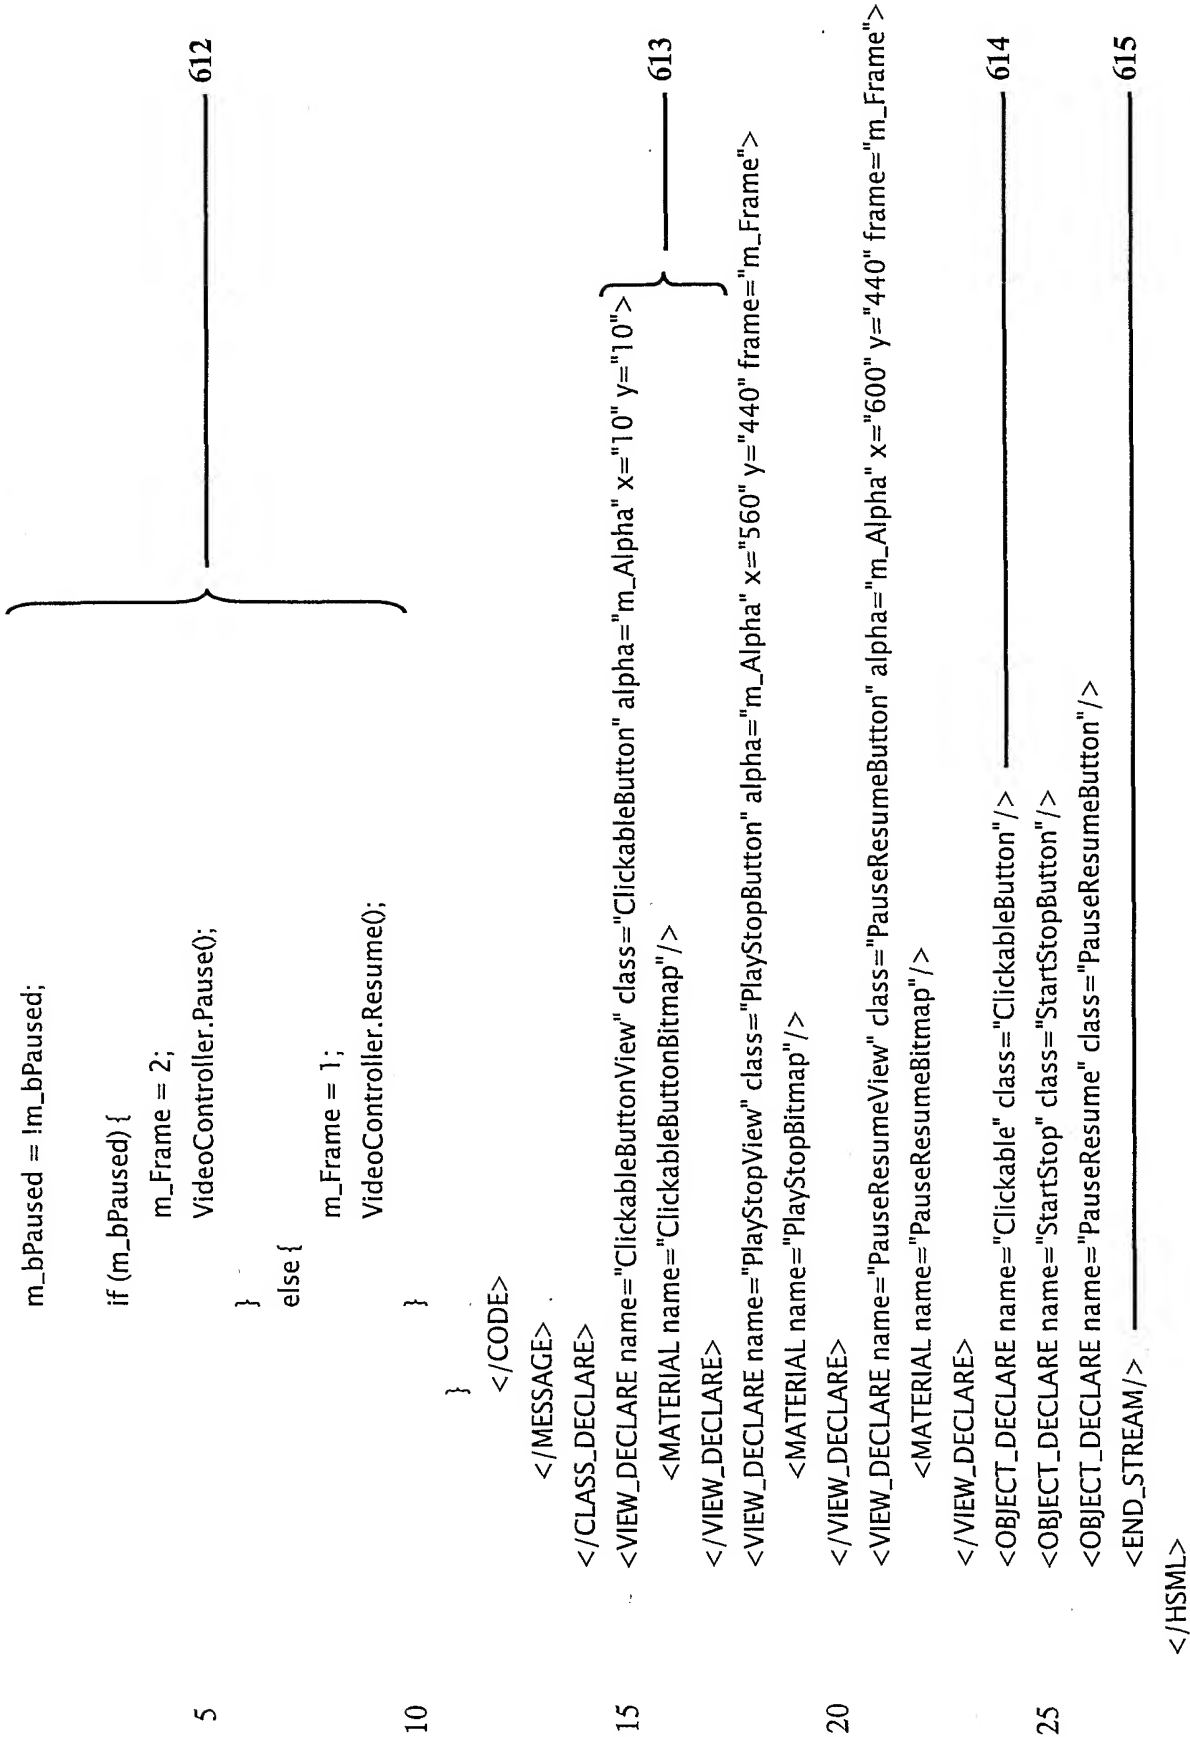 m_bPaused = !m_bPaused;
if (m_bPaused) {
m_Frame = 2;
5 VideoController.Pause(); 612
}
else {
m_Frame = 1;
VideoController.Resume();
10 }
}
</CODE>
</MESSAGE>
</CLASS_DECLARE>
15 <VIEW_DECLARE name="ClickableButtonView" class="ClickableButton" alpha="m_Alpha" x="10" y="10">
<MATERIAL name="ClickableButtonBitmap"/> 613
</VIEW_DECLARE>
<VIEW_DECLARE name="PlayStopView" class="PlayStopButton" alpha="m_Alpha" x="560" y="440" frame="m_Frame">
<MATERIAL name="PlayStopBitmap"/>
20 </VIEW_DECLARE>
<VIEW_DECLARE name="PauseResumeView" class="PauseResumeButton" alpha="m_Alpha" x="600" y="440" frame="m_Frame">
<MATERIAL name="PauseResumeBitmap"/>
</VIEW_DECLARE>
<OBJECT_DECLARE name="Clickable" class="ClickableButton"/> 614
25 <OBJECT_DECLARE name="StartStop" class="StartStopButton"/>
<OBJECT_DECLARE name="PauseResume" class="PauseResumeButton"/>
<END_STREAM/> 615
</HSML>